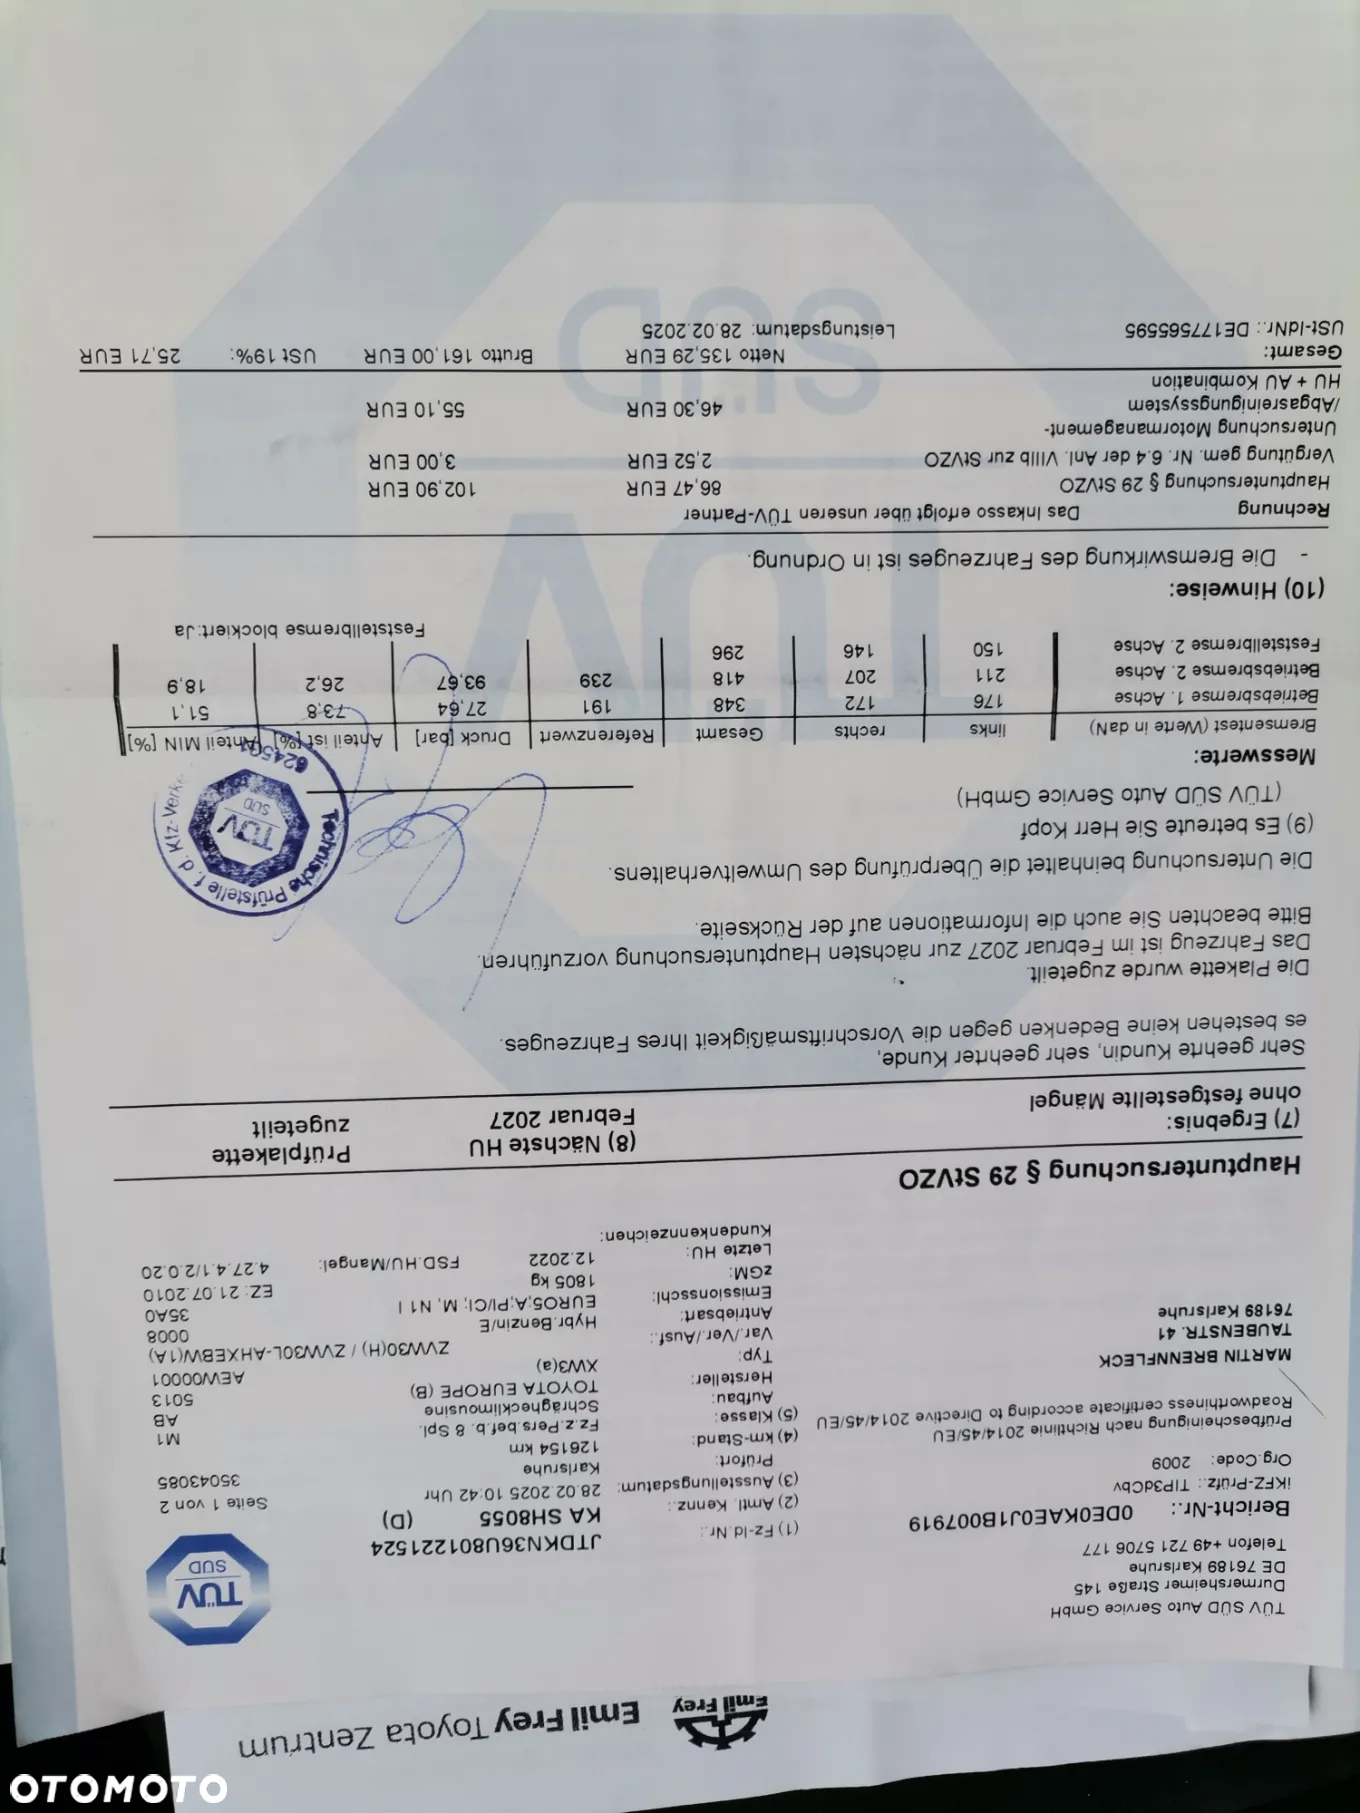 TÜV SÜD Auto Service GmbH
Durmersheimer Straße 145
DE 76189 Karlsruhe
Telefon +49 721 5706 177
TÜV
SÜD
Bericht-Nr.: 0DE0KAE0J1B007919
iKFZ-Prüfz.: TIP3dCbv
Org.Code: 2009
Prüfbescheinigung nach Richtlinie 2014/45/EU
Roadworthiness certificate according to Directive 2014/45/EU
MARTIN BRENNFLECK
TAUBENSTR. 41
76189 Karlsruhe
(1) Fz-Id.Nr.: JTDKN36U801221524
(2) Amtl. Kennz.: KA SH8055 (D) Seite 1 von 2
(3) Ausstellungsdatum: 28.02.2025 10:42 Uhr 35043085
Prüfort: Karlsruhe
(4) km-Stand: 126154 km
(5) Klasse: Fz.z.Pers.bef.b. 8 Spl. M1
Aufbau: Schräghecklimousine AB
Hersteller: TOYOTA EUROPE (B) 5013
Typ: XW3(a) AEW00001
Var./Ver./Ausf.: ZVW30(H) / ZVW30L-AHXEBW(1A)
Antriebsart: Hybr.Benzin/E 0008
Emissionsschl: EURO5;A;PI/CI; M, N1 I 35A0
zGM: 1805 kg EZ: 21.07.2010
Letzte HU: 12.2022 FSD.HU/Mangel: 4.27.4.1/2.0.20
Kundenkennzeichen:
Hauptuntersuchung § 29 StVZO
(7) Ergebnis: (8) Nächste HU Prüfplakette
ohne festgestellte Mängel Februar 2027 zugeteilt
Sehr geehrte Kundin, sehr geehrter Kunde,
es bestehen keine Bedenken gegen die Vorschriftsmäßigkeit Ihres Fahrzeuges.
Die Plakette wurde zugeteilt.
Das Fahrzeug ist im Februar 2027 zur nächsten Hauptuntersuchung vorzuführen.
Bitte beachten Sie auch die Informationen auf der Rückseite.
Die Untersuchung beinhaltet die Überprüfung des Umweltverhaltens.
(9) Es betreute Sie Herr Kopf
(TÜV SÜD Auto Service GmbH)
Technische Prüfstelle f. d. Kfz-Verke
TÜV
SÜD
Messwerte:
Bremsentest (Werte in daN) links rechts Gesamt Referenzwert Druck [bar] Anteil ist [%] Anteil MIN [%]
Betriebsbremse 1. Achse 176 172 348 191 27,64 73,8 51,1
Betriebsbremse 2. Achse 211 207 418 239 93,67 26,2 18,9
Feststellbremse 2. Achse 150 146 296
Feststellbremse blockiert:Ja
(10) Hinweise:
- Die Bremswirkung des Fahrzeuges ist in Ordnung.
Rechnung Das Inkasso erfolgt über unseren TÜV-Partner
Hauptuntersuchung § 29 StVZO 86,47 EUR 102,90 EUR
Vergütung gem. Nr. 6.4 der Anl. VIIIb zur StVZO 2,52 EUR 3,00 EUR
Untersuchung Motormanagement-
/Abgasreinigungssystem 46,30 EUR 55,10 EUR
HU + AU Kombination
Gesamt: Netto 135,29 EUR Brutto 161,00 EUR USt 19%: 25,71 EUR
USt-IdNr.: DE177565595 Leistungsdatum: 28.02.2025
TÜV
SÜD
Emil Frey
Emil Frey Toyota Zentrum
OTOMOTO